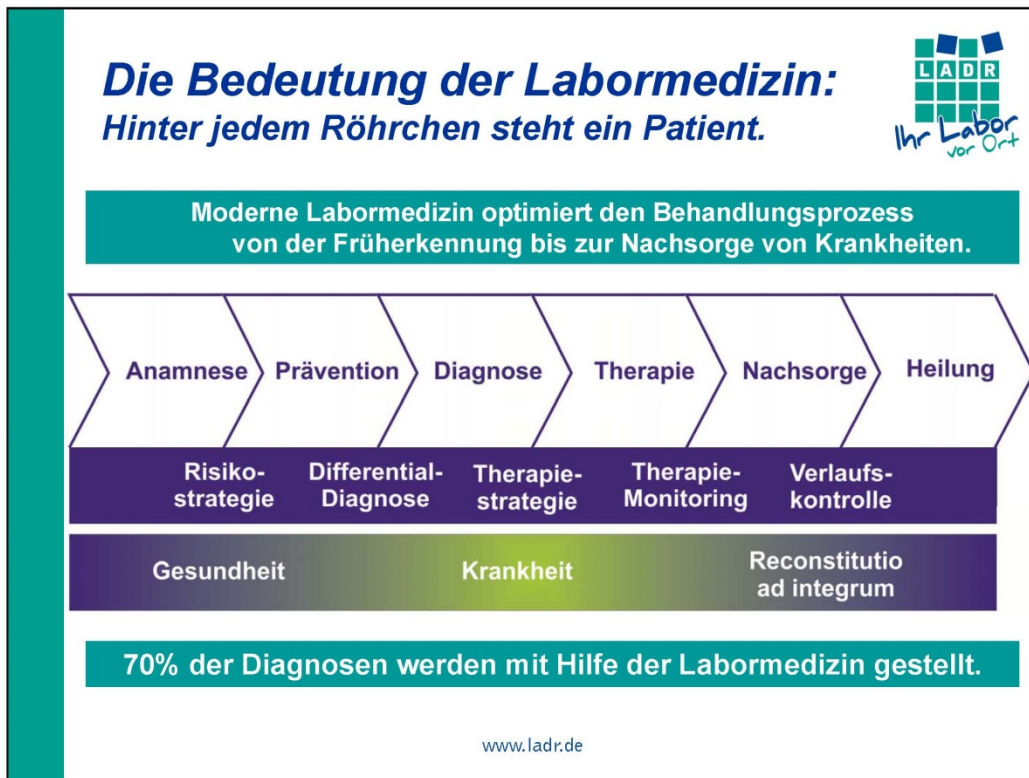 Die Bedeutung der Labormedizin:
Hinter jedem Röhrchen steht ein Patient.
LADR
Ihr Labor
vor Ort
Moderne Labormedizin optimiert den Behandlungsprozess
von der Früherkennung bis zur Nachsorge von Krankheiten.
Anamnese Prävention Diagnose Therapie Nachsorge Heilung
Risiko- Differential- Therapie- Therapie- Verlaufs-
strategie Diagnose strategie Monitoring kontrolle
Gesundheit Krankheit Reconstitutio
ad integrum
70% der Diagnosen werden mit Hilfe der Labormedizin gestellt.
www.ladr.de